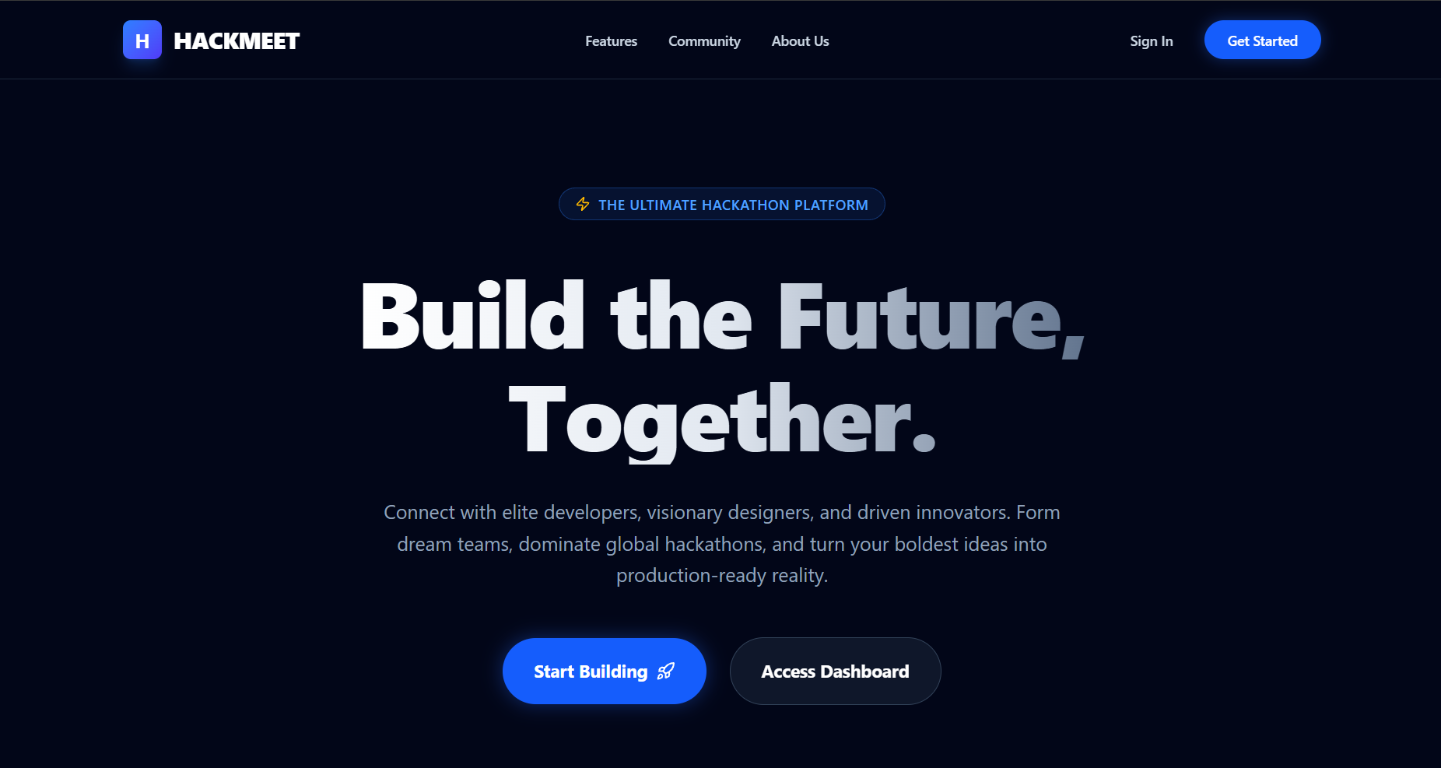 H HACKMEET
Features Community About Us
Sign In Get Started
THE ULTIMATE HACKATHON PLATFORM
Build the Future,
Together.
Connect with elite developers, visionary designers, and driven innovators. Form
dream teams, dominate global hackathons, and turn your boldest ideas into
production-ready reality.
Start Building
Access Dashboard